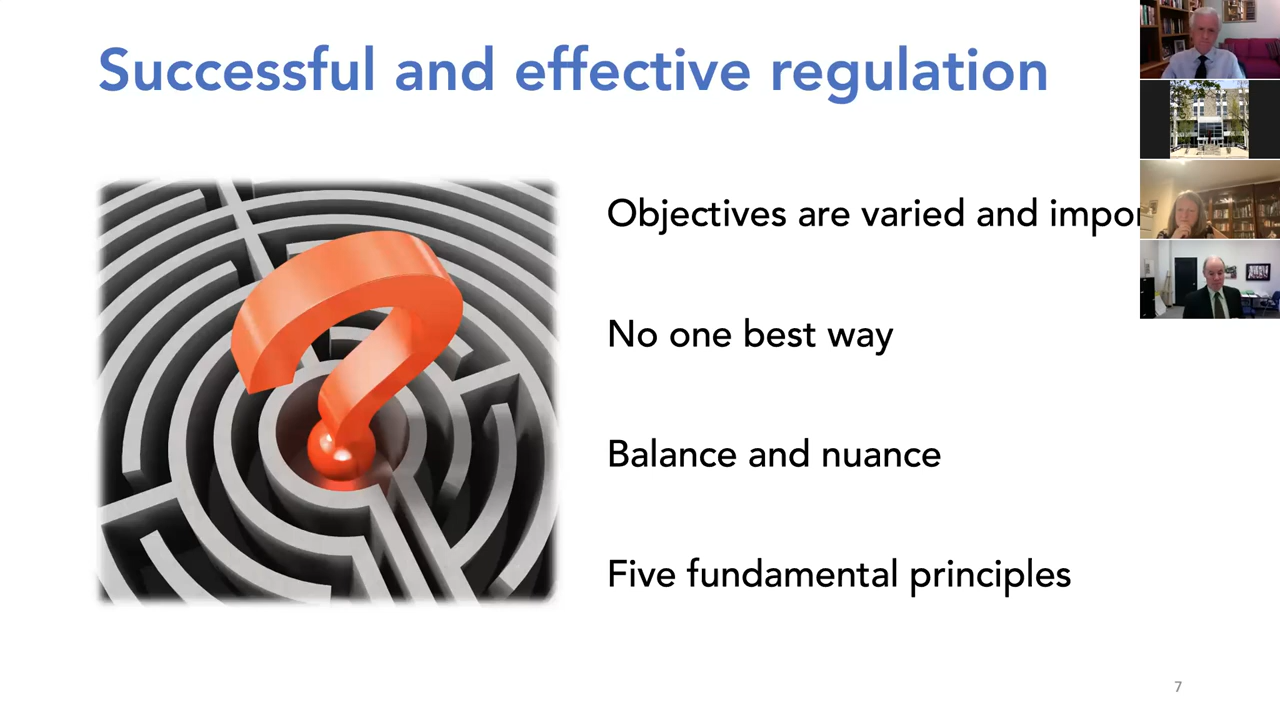 Successful and effective regulation
Objectives are varied and
No one best way
Balance and nuance
Five fundamental principles
7